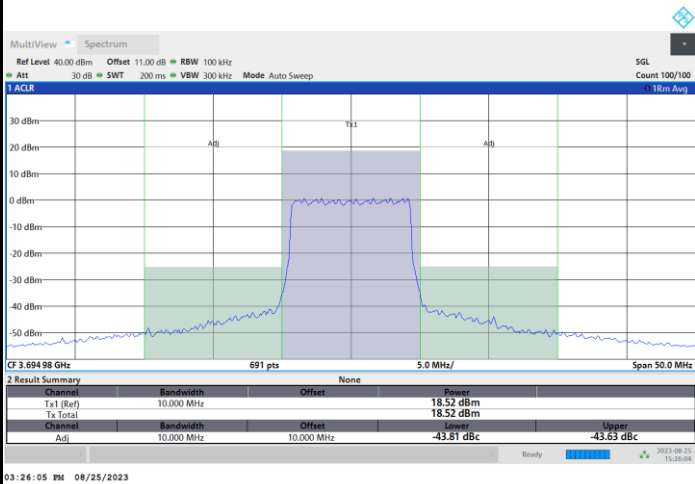 MultiView Spectrum
Ref Level 40.00 dBm Offset 11.00 dB RBW 100 kHz SGL
Att 30 dB SWT 200 ms VBW 300 kHz Mode Auto Sweep Count 100/100
1 ACLR 1Rm Avg
30 dBm
Tx1
20 dBm Adj Adj
10 dBm
0 dBm
-10 dBm
-20 dBm
-30 dBm
-40 dBm
-50 dBm
CF 3.694 98 GHz 691 pts 5.0 MHz/ Span 50.0 MHz
2 Result Summary None
Channel Bandwidth Offset Power
Tx1 (Ref) 10.000 MHz 18.52 dBm
Tx Total 18.52 dBm
Channel Bandwidth Offset Lower Upper
Adj 10.000 MHz 10.000 MHz -43.81 dBc -43.63 dBc
Ready 2023-08-25
15:26:04
03:26:05 PM 08/25/2023